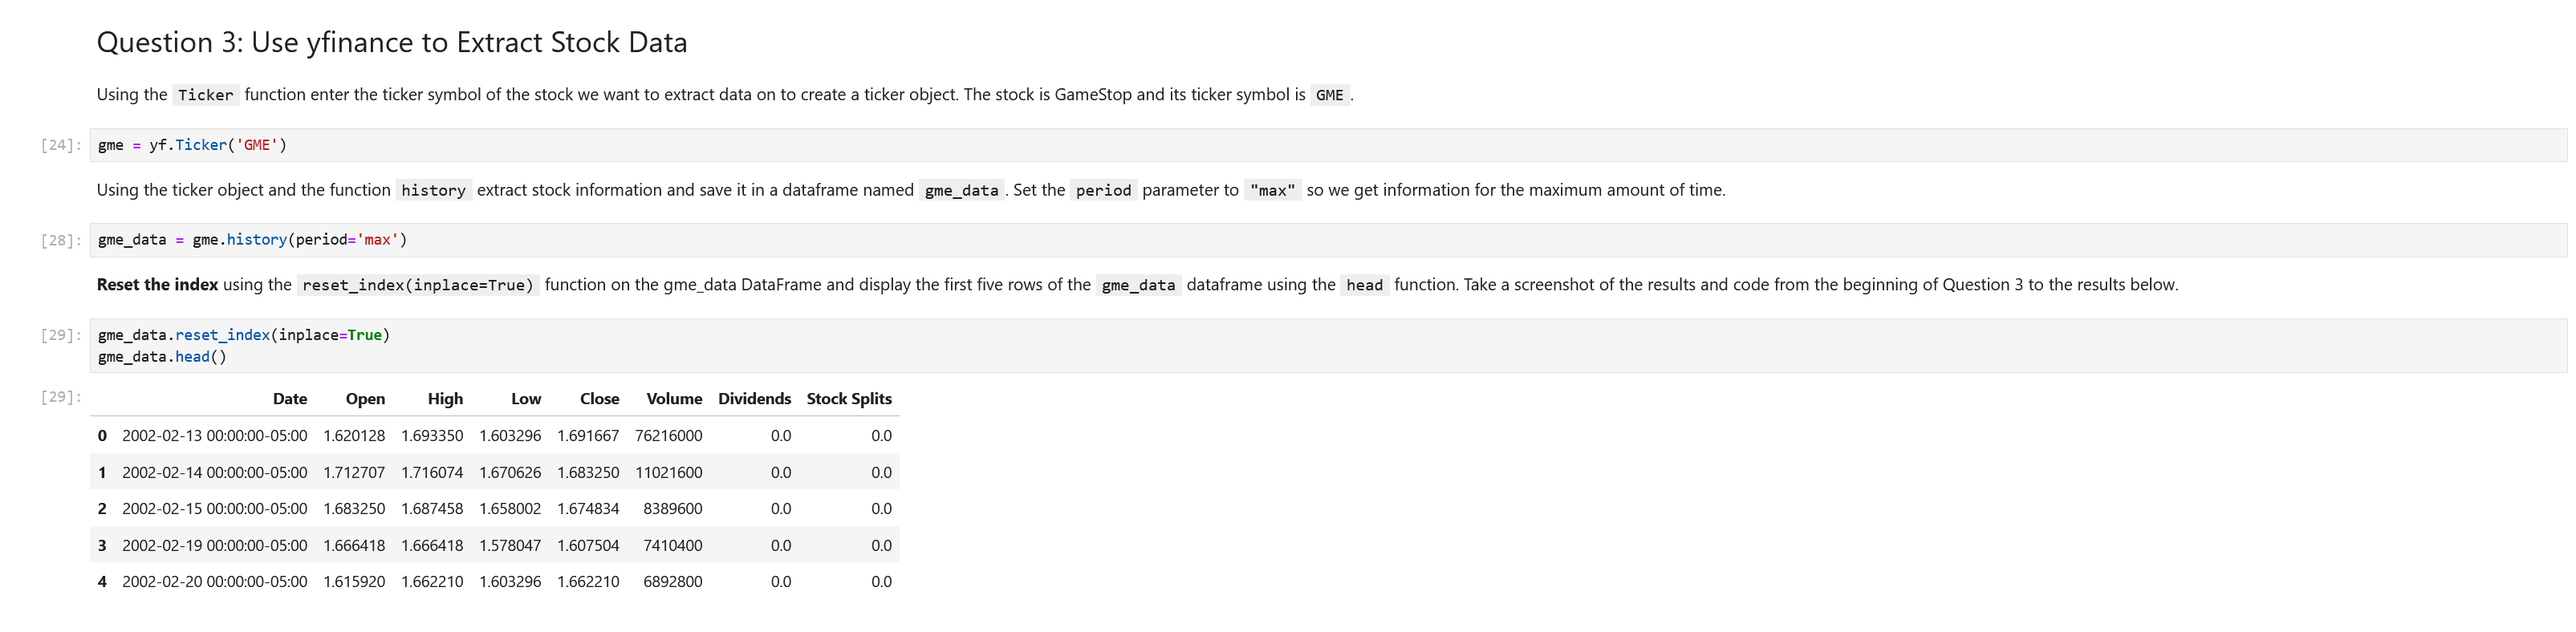 Question 3: Use yfinance to Extract Stock Data
Using the Ticker function enter the ticker symbol of the stock we want to extract data on to create a ticker object. The stock is GameStop and its ticker symbol is GME.
[24]: gme = yf.Ticker('GME')
Using the ticker object and the function history extract stock information and save it in a dataframe named gme_data. Set the period parameter to "max" so we get information for the maximum amount of time.
[28]: gme_data = gme.history(period='max')
Reset the index using the reset_index(inplace=True) function on the gme_data DataFrame and display the first five rows of the gme_data dataframe using the head function. Take a screenshot of the results and code from the beginning of Question 3 to the results below.
[29]: gme_data.reset_index(inplace=True)
gme_data.head()
[29]: Date Open High Low Close Volume Dividends Stock Splits
0 2002-02-13 00:00:00-05:00 1.620128 1.693350 1.603296 1.691667 76216000 0.0 0.0
1 2002-02-14 00:00:00-05:00 1.712707 1.716074 1.670626 1.683250 11021600 0.0 0.0
2 2002-02-15 00:00:00-05:00 1.683250 1.687458 1.658002 1.674834 8389600 0.0 0.0
3 2002-02-19 00:00:00-05:00 1.666418 1.666418 1.578047 1.607504 7410400 0.0 0.0
4 2002-02-20 00:00:00-05:00 1.615920 1.662210 1.603296 1.662210 6892800 0.0 0.0